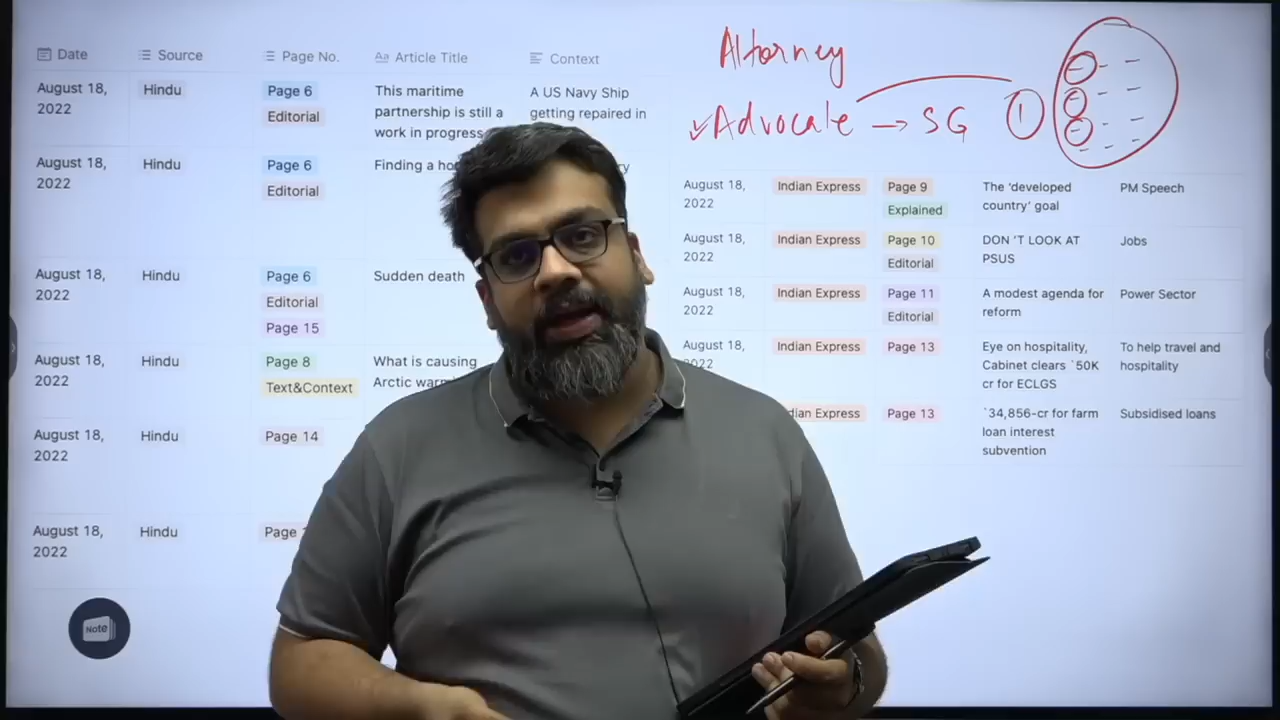 Date
Source
Page No.
Aa Article Title
Context
August 18,
2022
Hindu
Page 6
Editorial
This maritime
partnership is still a
work in progress
A US Navy Ship
getting repaired in
August 18,
2022
Hindu
Page 6
Editorial
Finding a
August 18,
2022
Hindu
Page 6
Editorial
Page 15
Sudden death
August 18,
2022
Hindu
Page 8
Text&Context
What is causing
Arctic
August 18,
2022
Hindu
Page 14
August 18,
2022
Hindu
Page
Note
Attorney
✓Advocate → SG ①
August 18,
2022
Indian Express
Page 9
Explained
The ‘developed
country’ goal
PM Speech
August 18,
2022
Indian Express
Page 10
Editorial
DON ‘T LOOK AT
PSUS
Jobs
August 18,
2022
Indian Express
Page 11
Editorial
A modest agenda for
reform
Power Sector
August 18,
2022
Indian Express
Page 13
Eye on hospitality,
Cabinet clears `50K
cr for ECLGS
To help travel and
hospitality
Indian Express
Page 13
`34,856-cr for farm
loan interest
subvention
Subsidised loans